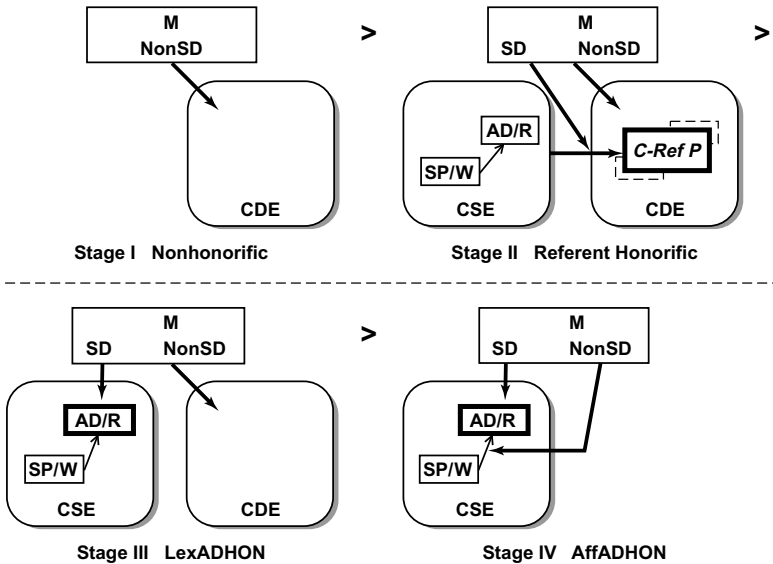 M
NonSD
CDE
Stage I Nonhonorific
>
M
SD NonSD
AD/R
SP/W
CSE
C-Ref P
CDE
Stage II Referent Honorific
>
M
SD NonSD
AD/R
SP/W
CSE
CDE
Stage III LexADHON
>
M
SD NonSD
AD/R
SP/W
CSE
Stage IV AffADHON